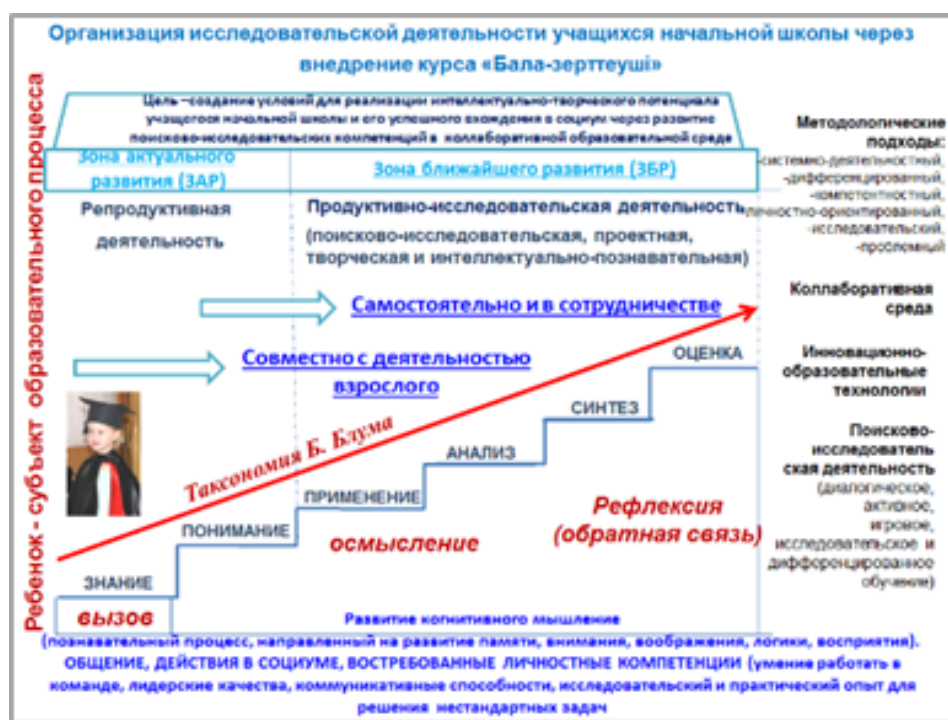 Организация исследовательской деятельности учащихся начальной школы через
внедрение курса «Бала-зерттеуші»
Цель –создание условий для реализации интеллектуально-творческого потенциала
учащегося начальной школы и его успешного вхождения в социум через развитие
поисково-исследовательских компетенций в коллаборативной образовательной среде
Ребенок - субъект образовательного процесса
Зона актуального
развития (ЗАР)
Зона ближайшего развития (ЗБР)
Репродуктивная
деятельность
Продуктивно-исследовательская деятельность
(поисково-исследовательская, проектная,
творческая и интеллектуально-познавательная)
Самостоятельно и в сотрудничестве
Совместно с деятельностью
взрослого
Таксономия Б. Блума
ЗНАНИЕ
ПОНИМАНИЕ
ПРИМЕНЕНИЕ
АНАЛИЗ
СИНТЕЗ
ОЦЕНКА
вызов
осмысление
Рефлексия
(обратная связь)
Методологические
подходы:
-системно-деятельностный,
-дифференцированный,
-компетентностный,
личностно-ориентированный,
-исследовательский,
-проблемный
Коллаборативная
среда
Инновационно-
образовательные
технологии
Поисково-
исследователь
ская деятельность
(диалогическое,
активное,
игровое,
исследовательское и
дифференцированное
обучение)
Развитие когнитивного мышление
(познавательный процесс, направленный на развитие памяти, внимания, воображения, логики, восприятия).
ОБЩЕНИЕ, ДЕЙСТВИЯ В СОЦИУМЕ, ВОСТРЕБОВАННЫЕ ЛИЧНОСТНЫЕ КОМПЕТЕНЦИИ (умение работать в
команде, лидерские качества, коммуникативные способности, исследовательский и практический опыт для
решения нестандартных задач